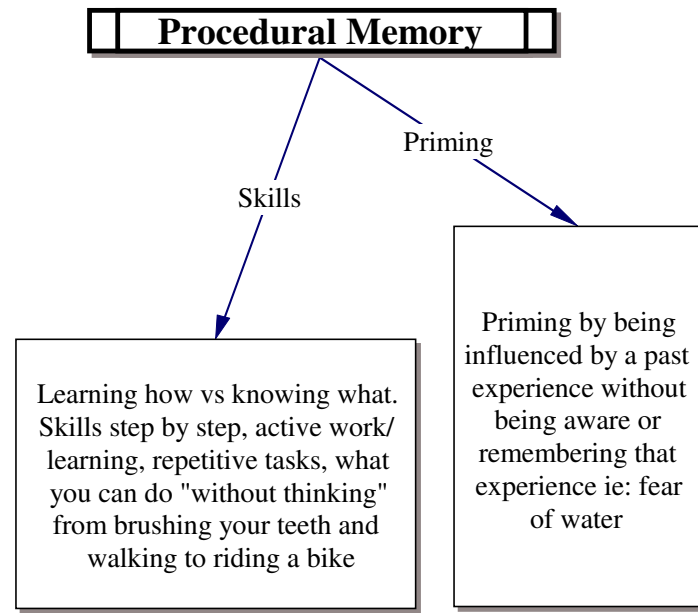 Procedural Memory
Priming
Skills
Priming by being
influenced by a past
experience without
being aware or
remembering that
experience ie: fear
of water
Learning how vs knowing what.
Skills step by step, active work/
learning, repetitive tasks, what
you can do "without thinking"
from brushing your teeth and
walking to riding a bike